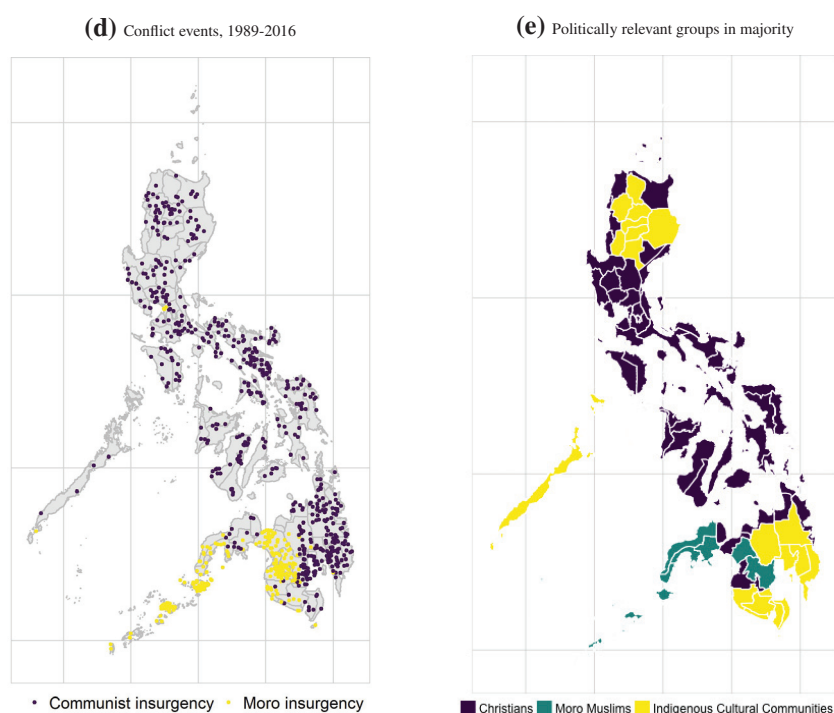 (d) Conflict events, 1989-2016
(e) Politically relevant groups in majority
Communist insurgency Moro insurgency
Christians Moro Muslims Indigenous Cultural Communities